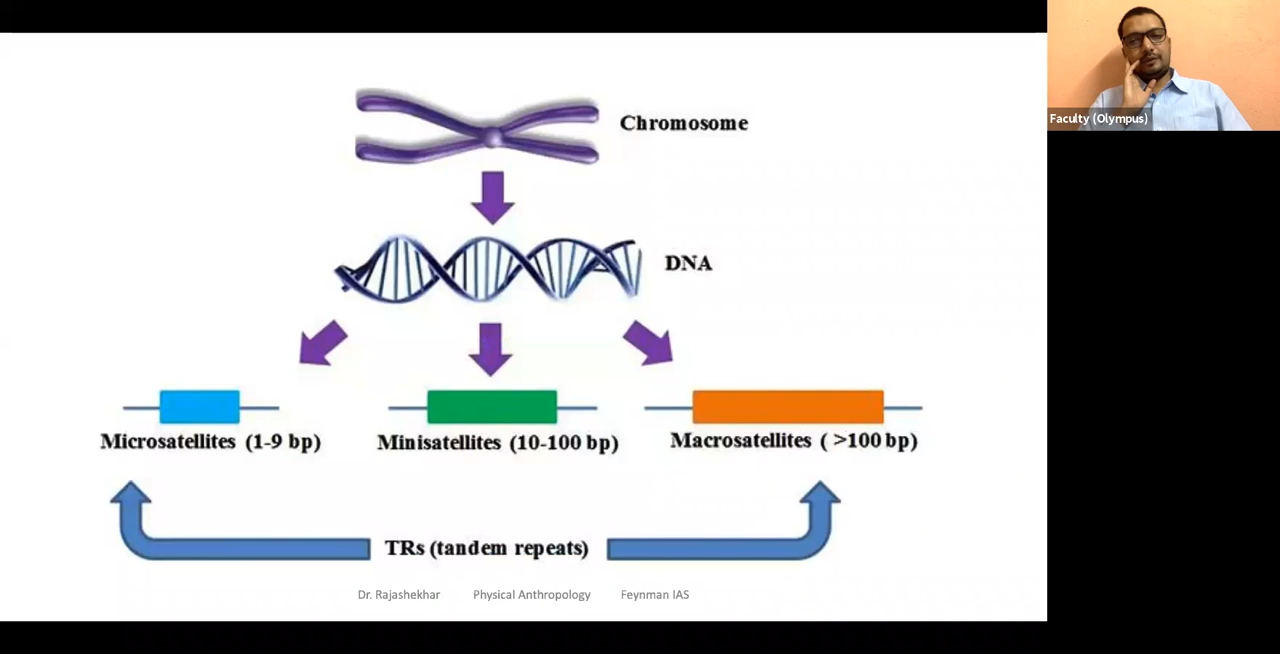 Chromosome
DNA
Microsatellites (1-9 bp)
Minisatellites (10-100 bp)
Macrosatellites ( >100 bp)
TRs (tandem repeats)
Dr. Rajashekhar Physical Anthropology Feynman IAS
Faculty (Olympus)